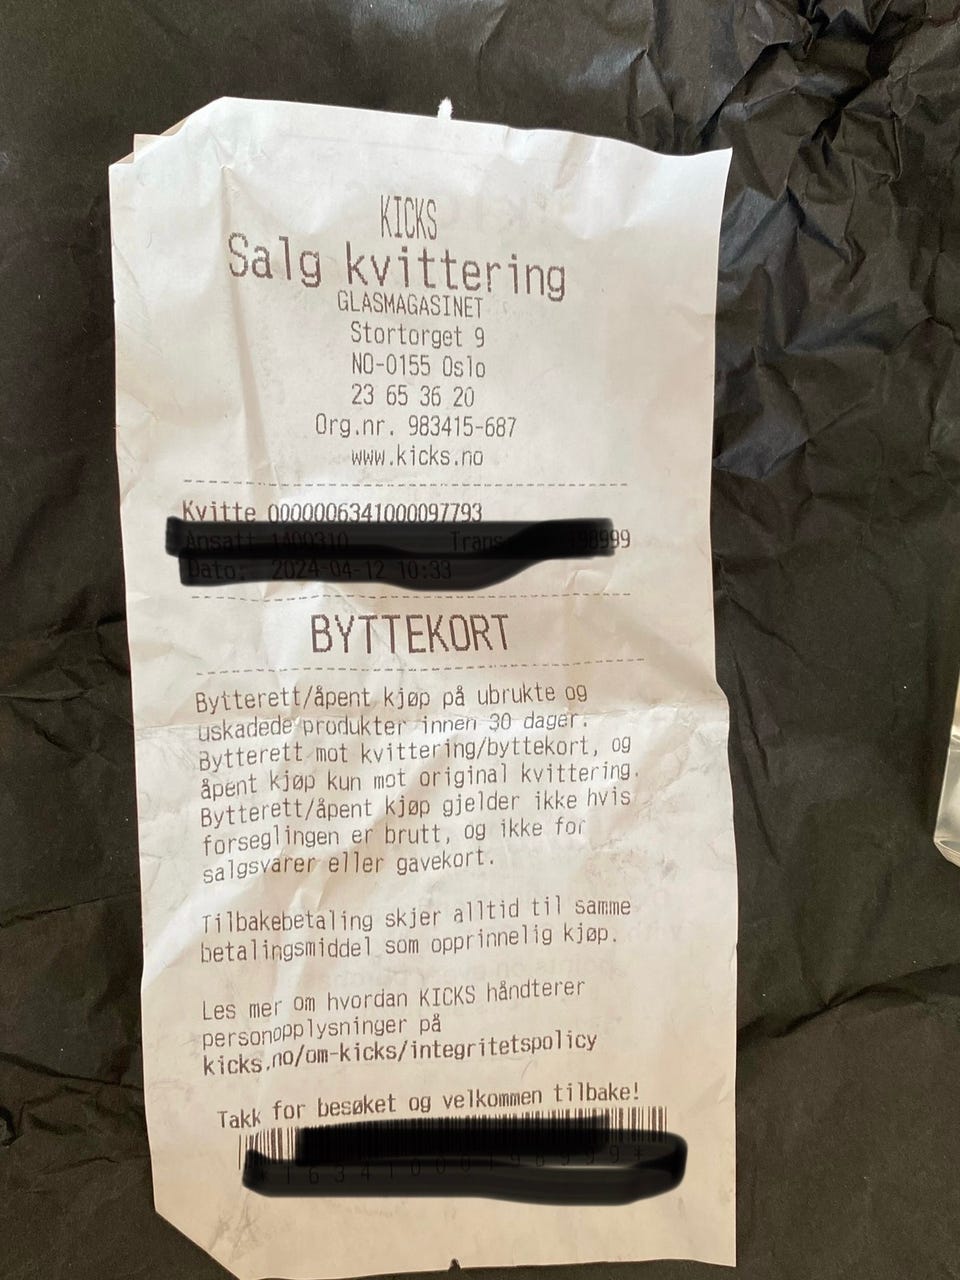 KICKS
Salg kvittering
GLASMAGASINET
Stortorget 9
NO-0155 Oslo
23 65 36 20
Org.nr. 983415-687
www.kicks.no
Kvitte 0000006341000097793
BYTTEKORT
Bytterett/åpent kjøp på ubrukte og
uskadede produkter innen 30 dager.
Bytterett mot kvittering/byttekort, og
åpent kjøp kun mot original kvittering.
Bytterett/åpent kjøp gjelder ikke hvis
forseglingen er brutt, og ikke for
salgsvarer eller gavekort.
Tilbakebetaling skjer alltid til samme
betalingsmiddel som opprinnelig kjøp.
Les mer om hvordan KICKS håndterer
personopplysninger på
kicks.no/om-kicks/integritetspolicy
Takk for besøket og velkommen tilbake!